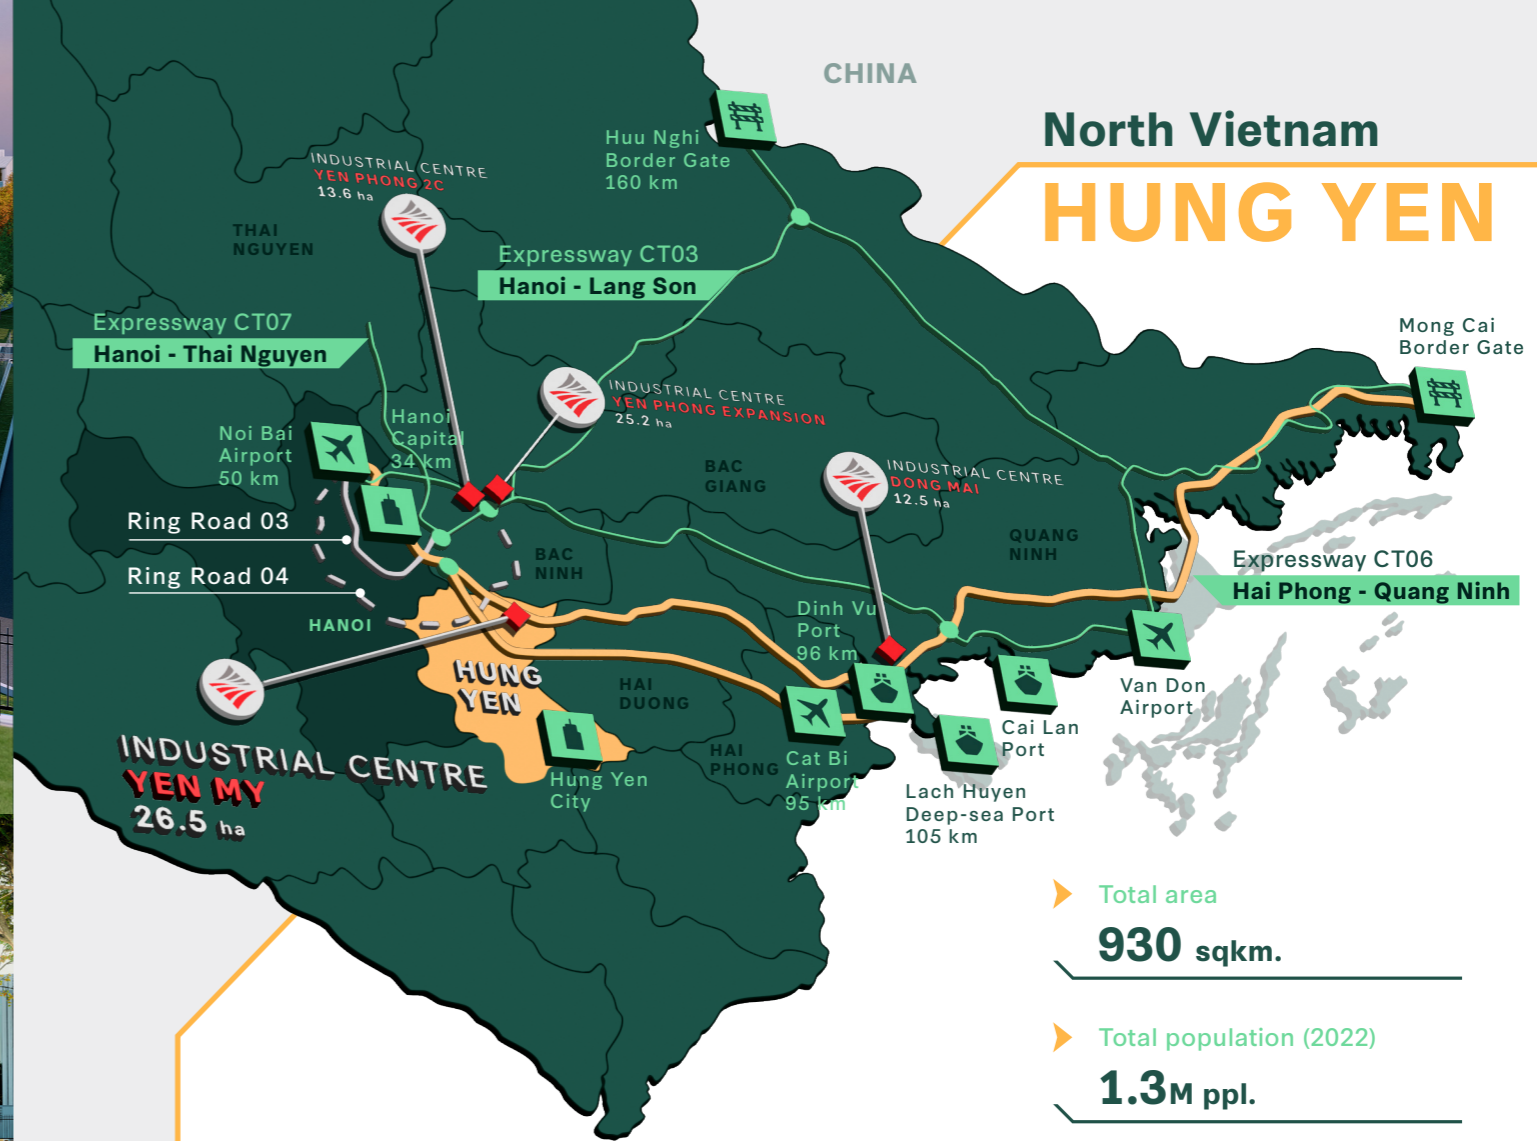 CHINA
North Vietnam
HUNG YEN
Huu Nghi
Border Gate
160 km
INDUSTRIAL CENTRE
YEN PHONG 2C
13.6 ha
THAI
NGUYEN
Expressway CT03
Hanoi - Lang Son
Expressway CT07
Hanoi - Thai Nguyen
Mong Cai
Border Gate
INDUSTRIAL CENTRE
YEN PHONG EXPANSION
25.2 ha
Hanoi
Capital
34 km
Noi Bai
Airport
50 km
BAC
GIANG
INDUSTRIAL CENTRE
DONG MAI
12.5 ha
Ring Road 03
Ring Road 04
BAC
NINH
QUANG
NINH
Expressway CT06
Hai Phong - Quang Ninh
HANOI
Dinh Vu
Port
96 km
HUNG
YEN
HAI
DUONG
Van Don
Airport
Cai Lan
Port
HAI
PHONG
Cat Bi
Airport
95 km
Hung Yen
City
Lach Huyen
Deep-sea Port
105 km
INDUSTRIAL CENTRE
YEN MY
26.5 ha
Total area
930 sqkm.
Total population (2022)
1.3M ppl.